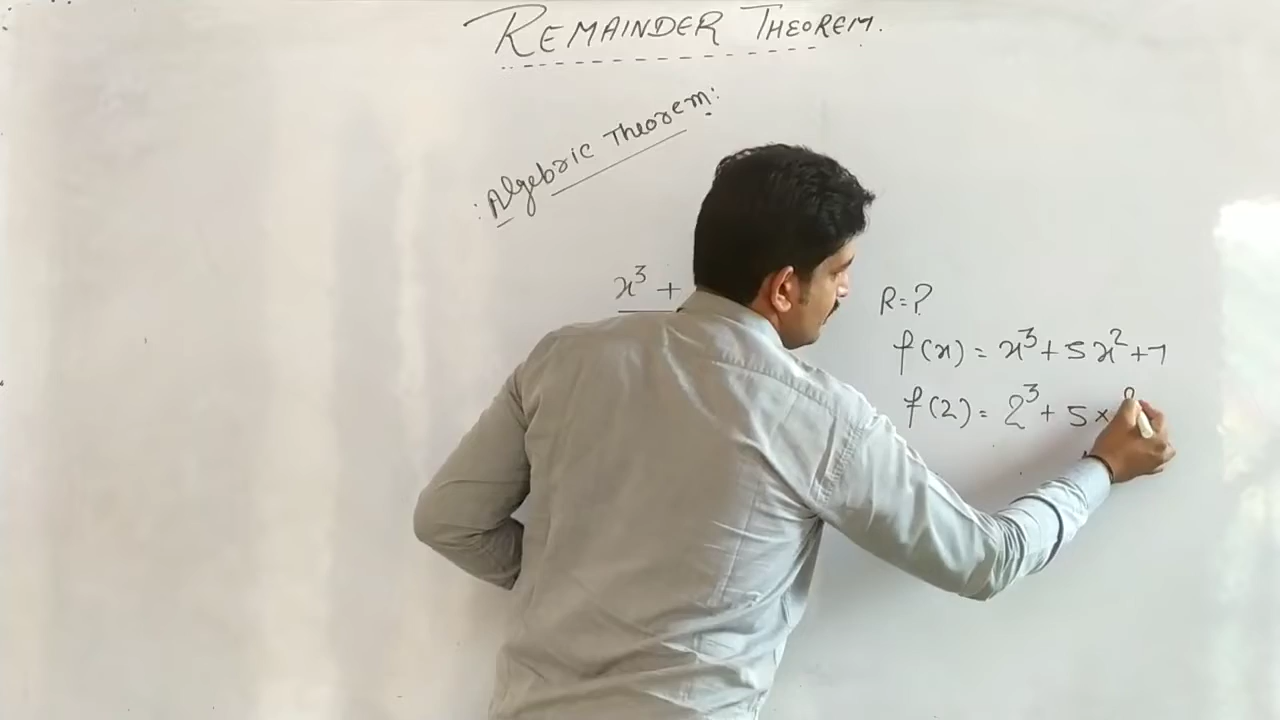 REMAINDER THEOREM.
:Algebric Theorem:
x³ +
R=?
f(x) = x³ + 5x² + 7
f(2) = 2³ + 5 ×